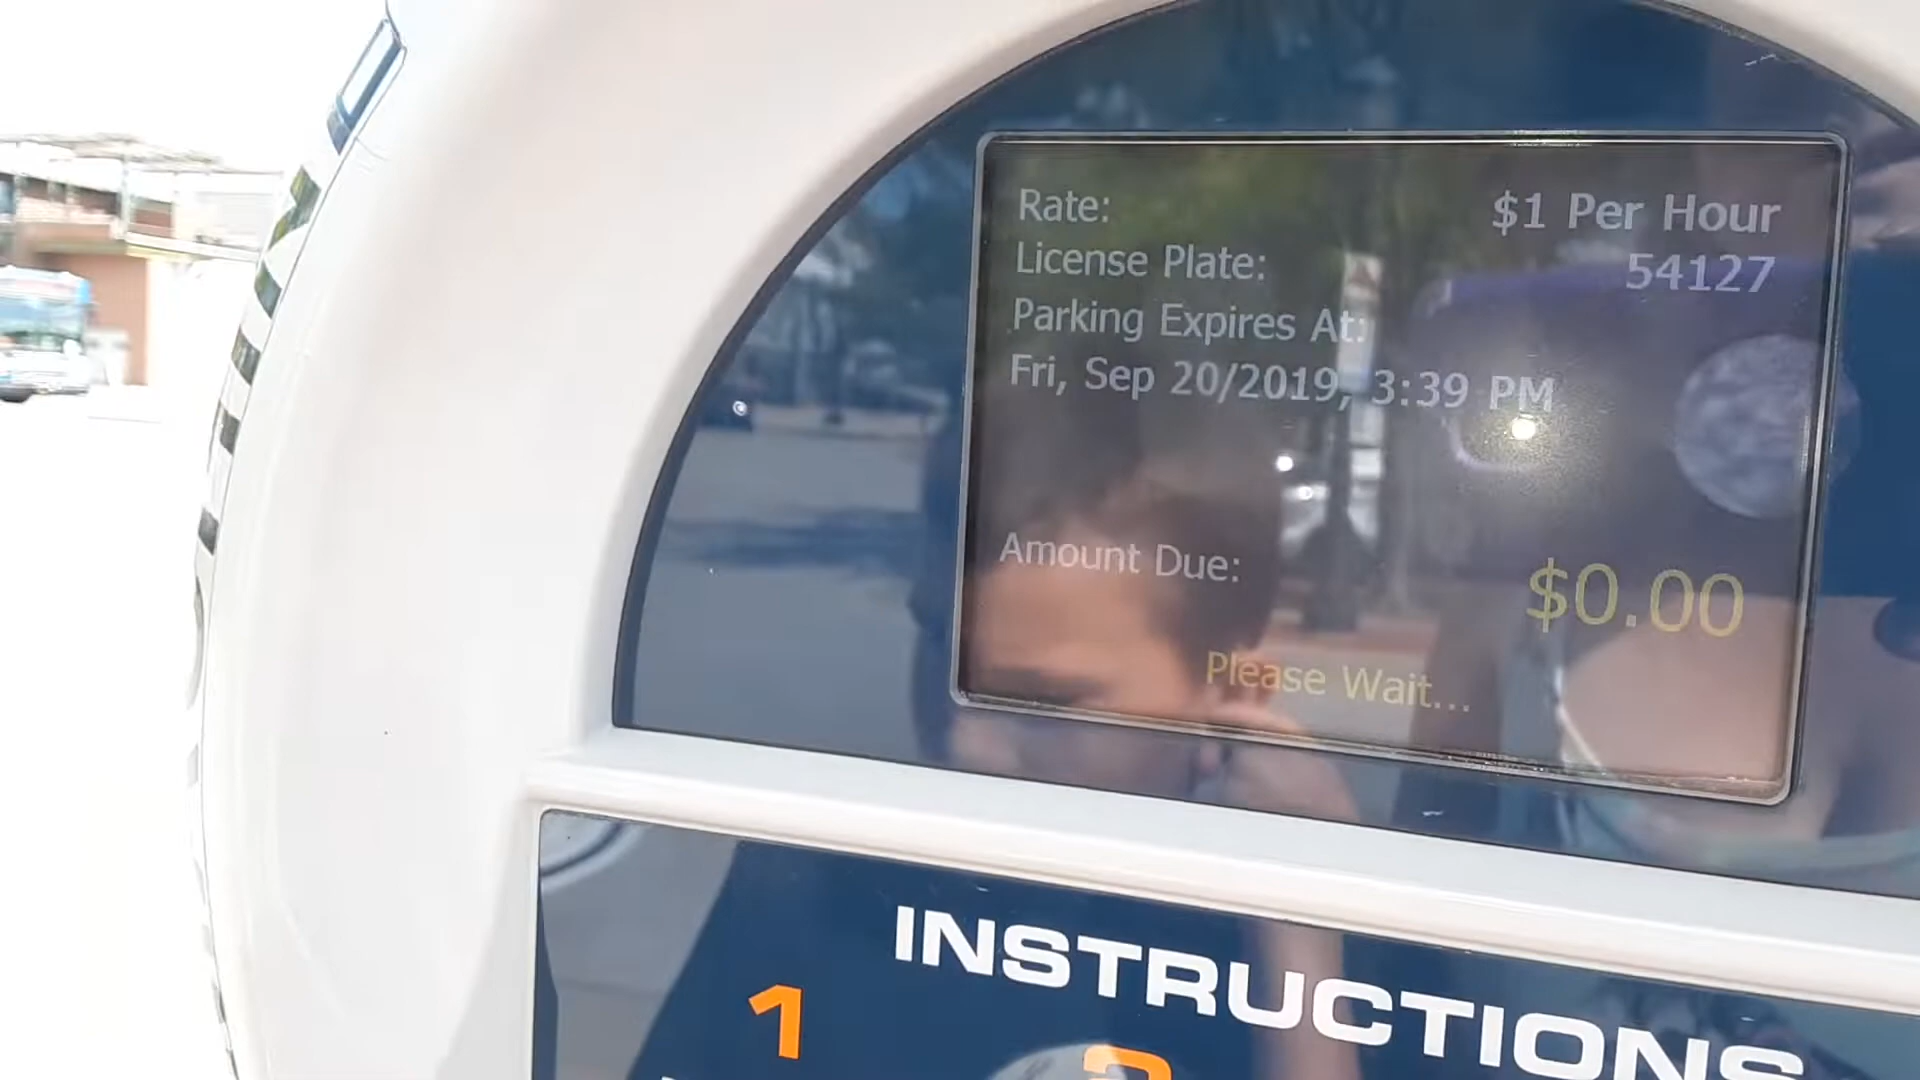 Rate: $1 Per Hour
License Plate: 54127
Parking Expires At:
Fri, Sep 20/2019, 3:39 PM
Amount Due: $0.00
Please Wait...
INSTRUCTIONS
1
2